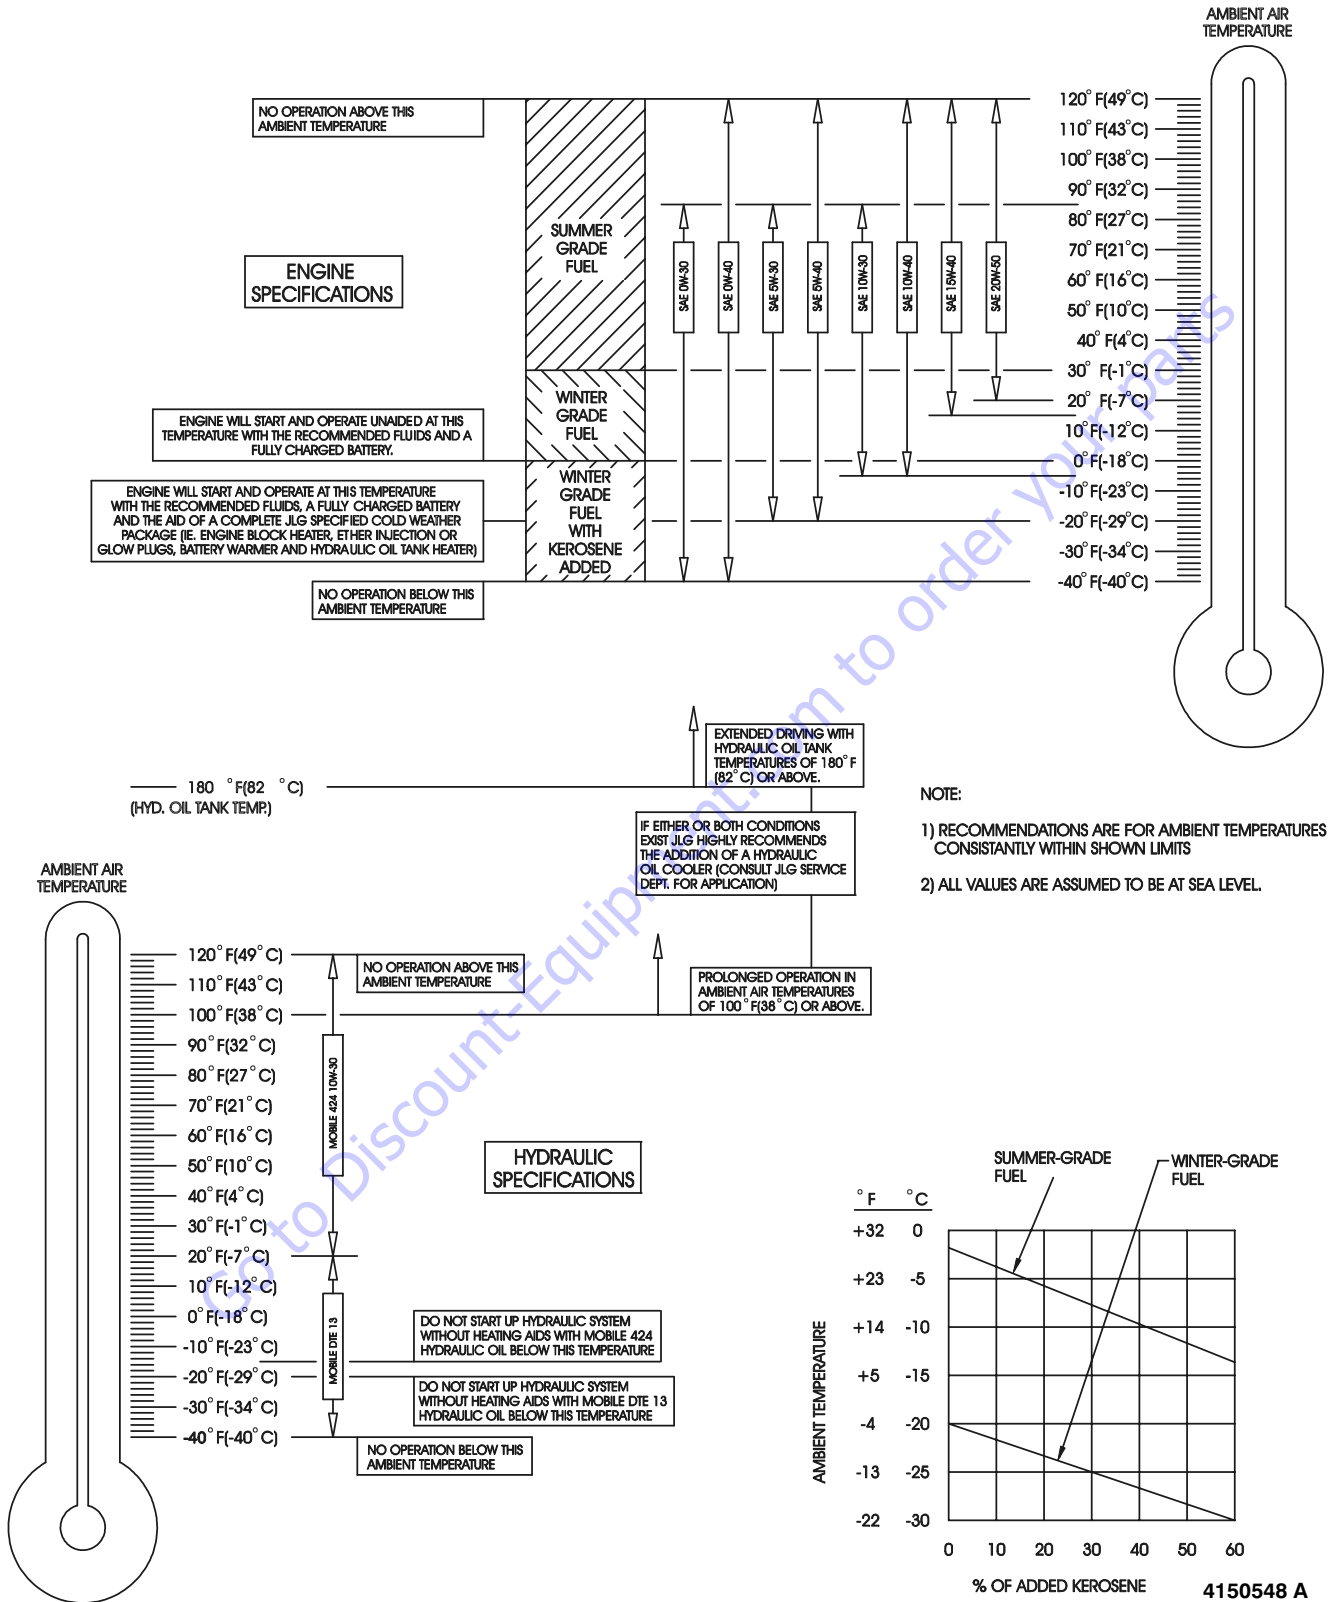 AMBIENT AIR
TEMPERATURE
NO OPERATION ABOVE THIS
AMBIENT TEMPERATURE
ENGINE
SPECIFICATIONS
ENGINE WILL START AND OPERATE UNAIDED AT THIS
TEMPERATURE WITH THE RECOMMENDED FLUIDS AND A
FULLY CHARGED BATTERY.
ENGINE WILL START AND OPERATE AT THIS TEMPERATURE
WITH THE RECOMMENDED FLUIDS, A FULLY CHARGED BATTERY
AND THE AID OF A COMPLETE JLG SPECIFIED COLD WEATHER
PACKAGE (IE. ENGINE BLOCK HEATER, ETHER INJECTION OR
GLOW PLUGS, BATTERY WARMER AND HYDRAULIC OIL TANK HEATER)
NO OPERATION BELOW THIS
AMBIENT TEMPERATURE
SUMMER
GRADE
FUEL
WINTER
GRADE
FUEL
WINTER
GRADE
FUEL
WITH
KEROSENE
ADDED
SAE 0W-30
SAE 0W-40
SAE 5W-30
SAE 5W-40
SAE 10W-30
SAE 10W-40
SAE 15W-40
SAE 20W-50
120°F(49°C)
110°F(43°C)
100°F(38°C)
90°F(32°C)
80°F(27°C)
70°F(21°C)
60°F(16°C)
50°F(10°C)
40°F(4°C)
30°F(-1°C)
20°F(-7°C)
10°F(-12°C)
0°F(-18°C)
-10°F(-23°C)
-20°F(-29°C)
-30°F(-34°C)
-40°F(-40°C)
EXTENDED DRIVING WITH
HYDRAULIC OIL TANK
TEMPERATURES OF 180°F
(82°C) OR ABOVE.
180 °F(82 °C)
(HYD. OIL TANK TEMP.)
IF EITHER OR BOTH CONDITIONS
EXIST JLG HIGHLY RECOMMENDS
THE ADDITION OF A HYDRAULIC
OIL COOLER (CONSULT JLG SERVICE
DEPT. FOR APPLICATION)
NOTE:
1) RECOMMENDATIONS ARE FOR AMBIENT TEMPERATURES
CONSISTANTLY WITHIN SHOWN LIMITS
2) ALL VALUES ARE ASSUMED TO BE AT SEA LEVEL.
AMBIENT AIR
TEMPERATURE
120°F(49°C)
110°F(43°C)
100°F(38°C)
90°F(32°C)
80°F(27°C)
70°F(21°C)
60°F(16°C)
50°F(10°C)
40°F(4°C)
30°F(-1°C)
20°F(-7°C)
10°F(-12°C)
0°F(-18°C)
-10°F(-23°C)
-20°F(-29°C)
-30°F(-34°C)
-40°F(-40°C)
NO OPERATION ABOVE THIS
AMBIENT TEMPERATURE
PROLONGED OPERATION IN
AMBIENT AIR TEMPERATURES
OF 100°F(38°C) OR ABOVE.
MOBILE 424 10W-30
MOBILE DTE 13
HYDRAULIC
SPECIFICATIONS
DO NOT START UP HYDRAULIC SYSTEM
WITHOUT HEATING AIDS WITH MOBILE 424
HYDRAULIC OIL BELOW THIS TEMPERATURE
DO NOT START UP HYDRAULIC SYSTEM
WITHOUT HEATING AIDS WITH MOBILE DTE 13
HYDRAULIC OIL BELOW THIS TEMPERATURE
NO OPERATION BELOW THIS
AMBIENT TEMPERATURE
SUMMER-GRADE
FUEL
WINTER-GRADE
FUEL
°F °C
+32 0
+23 -5
+14 -10
+5 -15
-4 -20
-13 -25
-22 -30
AMBIENT TEMPERATURE
0 10 20 30 40 50 60
% OF ADDED KEROSENE
4150548 A
Go to Discount-Equipment.com to order your parts